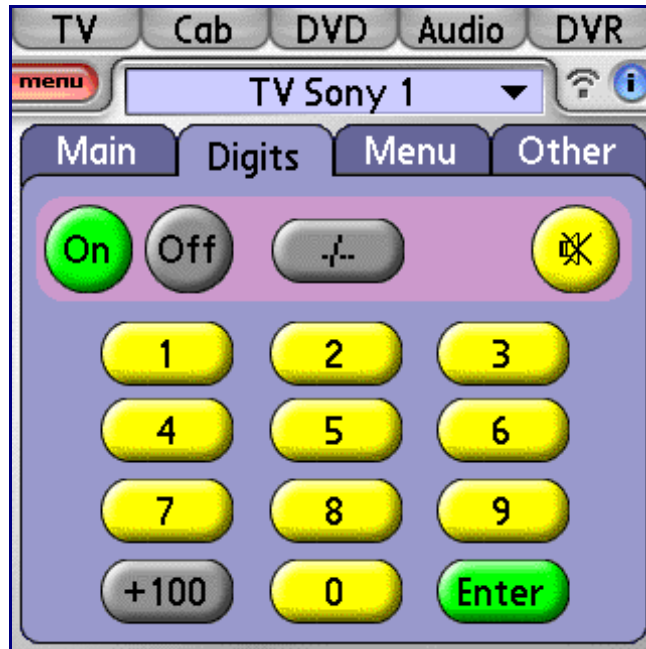 TV Cab DVD Audio DVR
menu TV Sony 1 i
Main Digits Menu Other
On Off -/--
1 2 3
4 5 6
7 8 9
+100 0 Enter